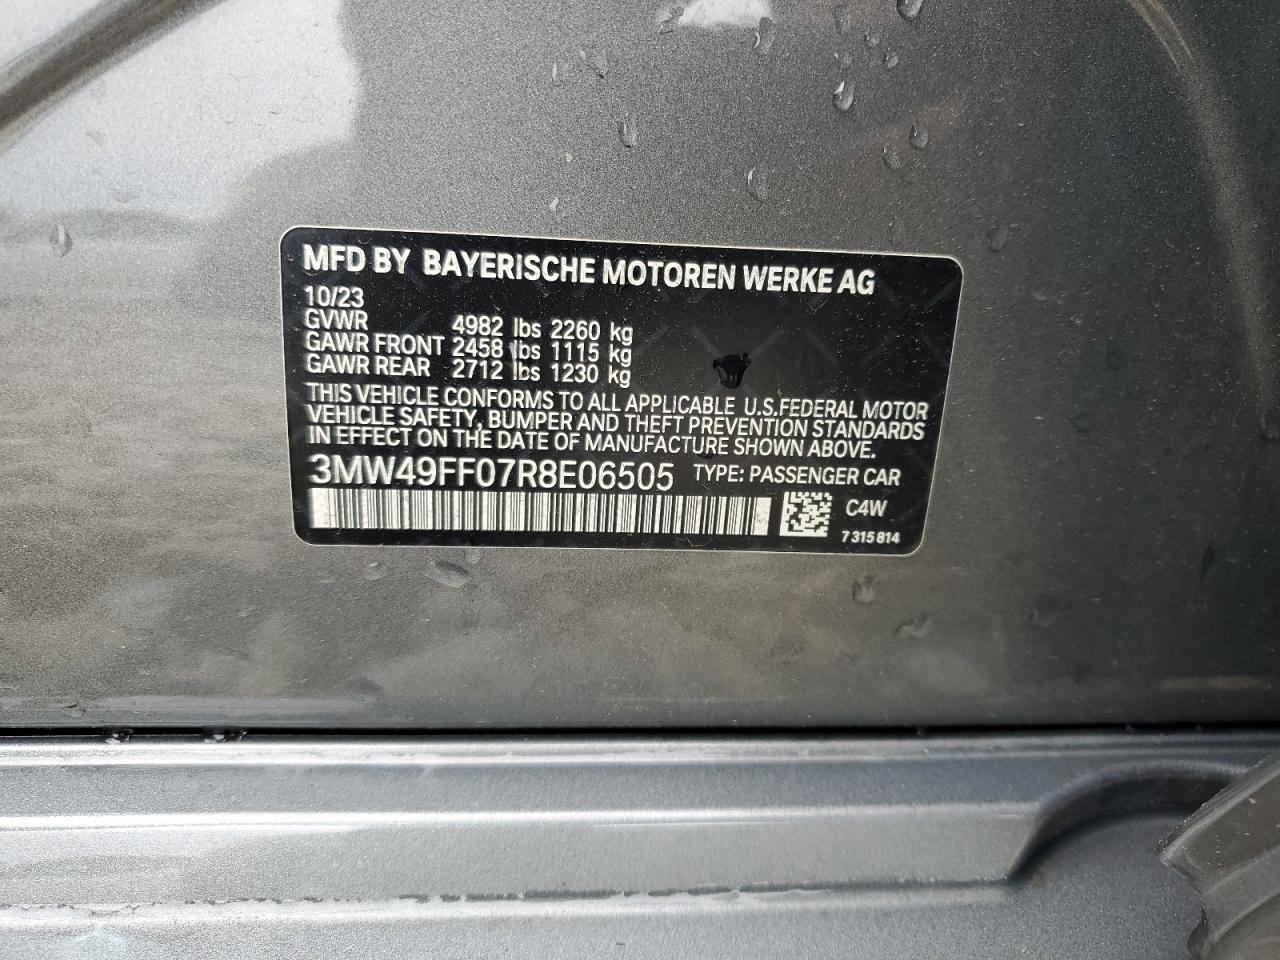 MFD BY BAYERISCHE MOTOREN WERKE AG
10/23
GVWR 4982 lbs 2260 kg
GAWR FRONT 2458 lbs 1115 kg
GAWR REAR 2712 lbs 1230 kg
THIS VEHICLE CONFORMS TO ALL APPLICABLE U.S.FEDERAL MOTOR
VEHICLE SAFETY, BUMPER AND THEFT PREVENTION STANDARDS
IN EFFECT ON THE DATE OF MANUFACTURE SHOWN ABOVE.
3MW49FF07R8E06505 TYPE: PASSENGER CAR
C4W
7 315 814